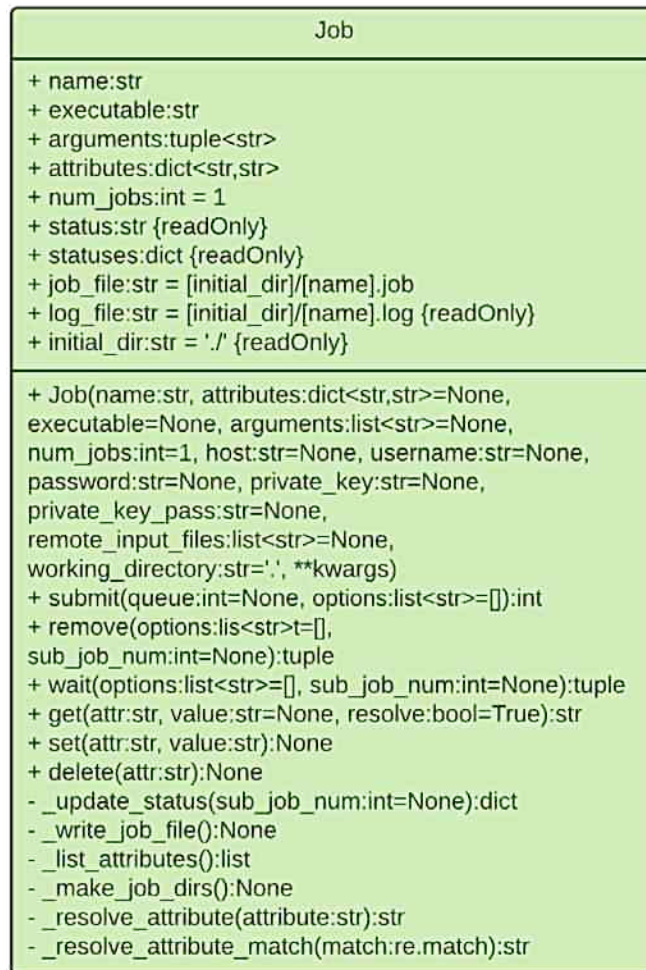 Job
+ name:str
+ executable:str
+ arguments:tuple<str>
+ attributes:dict<str,str>
+ num_jobs:int = 1
+ status:str {readOnly}
+ statuses:dict {readOnly}
+ job_file:str = [initial_dir]/[name].job
+ log_file:str = [initial_dir]/[name].log {readOnly}
+ initial_dir:str = './' {readOnly}
+ Job(name:str, attributes:dict<str,str>=None,
executable=None, arguments:list<str>=None,
num_jobs:int=1, host:str=None, username:str=None,
password:str=None, private_key:str=None,
private_key_pass:str=None,
remote_input_files:list<str>=None,
working_directory:str='.', **kwargs)
+ submit(queue:int=None, options:list<str>=[]):int
+ remove(options:lis<str>t=[],
sub_job_num:int=None):tuple
+ wait(options:list<str>=[], sub_job_num:int=None):tuple
+ get(attr:str, value:str=None, resolve:bool=True):str
+ set(attr:str, value:str):None
+ delete(attr:str):None
- _update_status(sub_job_num:int=None):dict
- _write_job_file():None
- _list_attributes():list
- _make_job_dirs():None
- _resolve_attribute(attribute:str):str
- _resolve_attribute_match(match:re.match):str